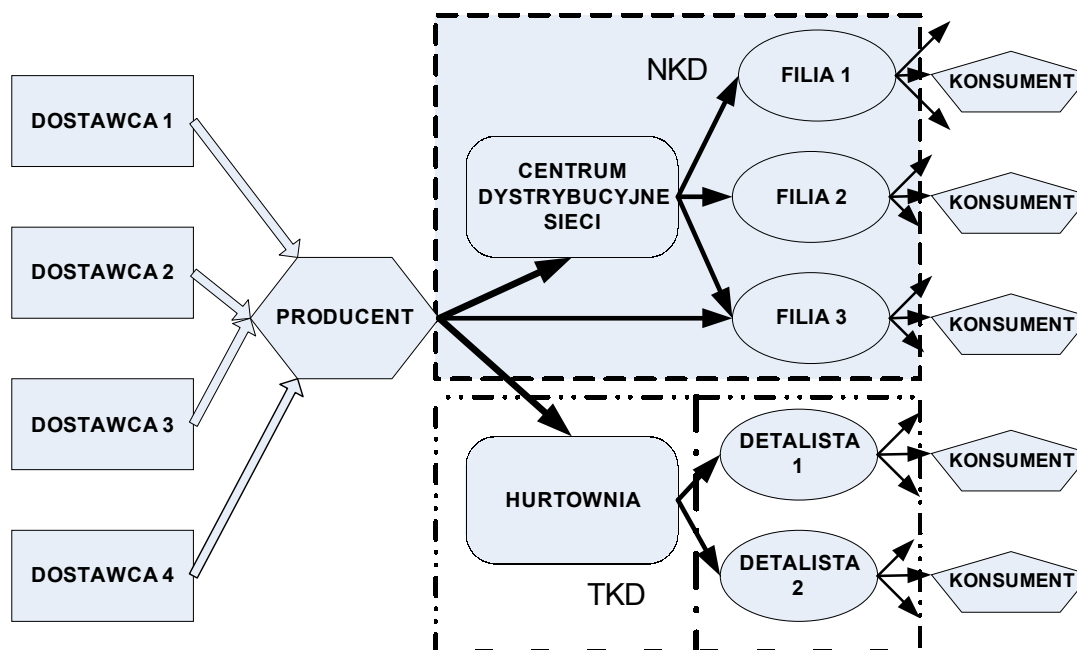 DOSTAWCA 1
DOSTAWCA 2
DOSTAWCA 3
DOSTAWCA 4
PRODUCENT
NKD
CENTRUM
DYSTRYBUCYJNE
SIECI
FILIA 1
FILIA 2
FILIA 3
KONSUMENT
KONSUMENT
KONSUMENT
HURTOWNIA
TKD
DETALISTA
1
DETALISTA
2
KONSUMENT
KONSUMENT